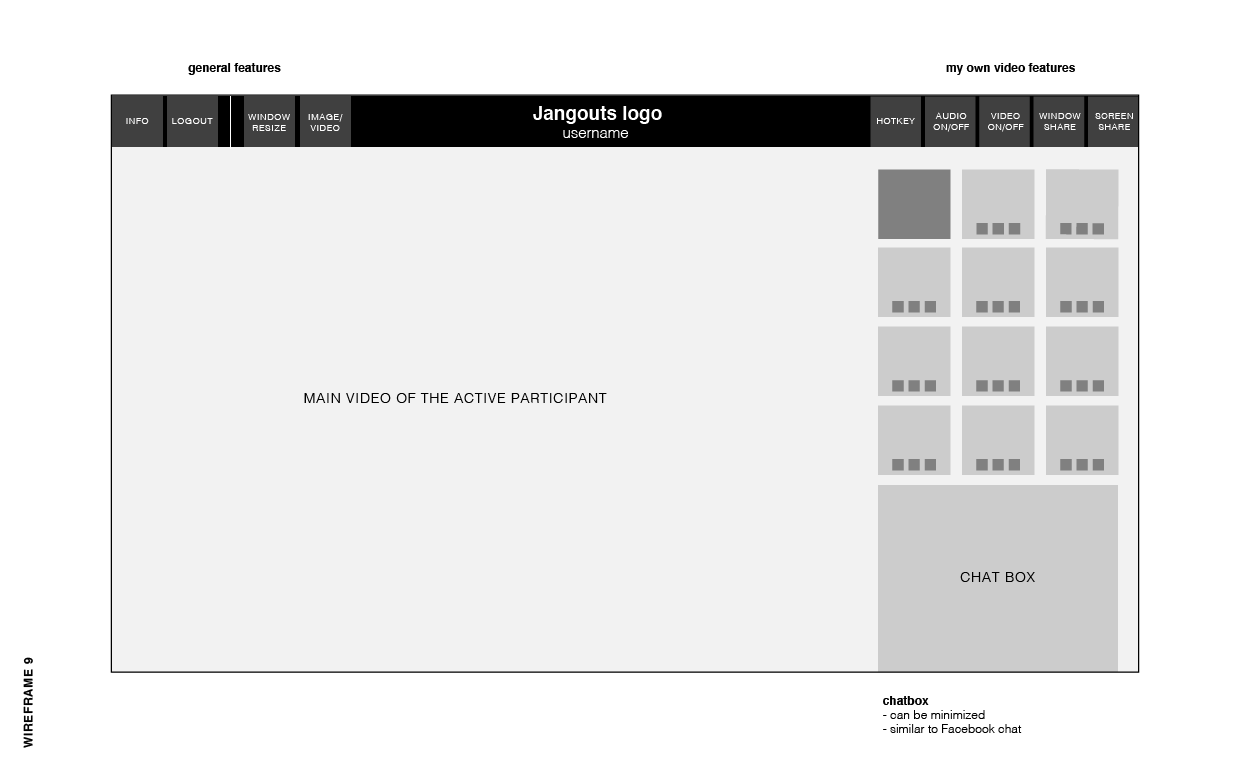 general features
my own video features
INFO
LOGOUT
WINDOW
RESIZE
IMAGE/
VIDEO
Jangouts logo
username
HOTKEY
AUDIO
ON/OFF
VIDEO
ON/OFF
WINDOW
SHARE
SCREEN
SHARE
MAIN VIDEO OF THE ACTIVE PARTICIPANT
CHAT BOX
chatbox
- can be minimized
- similar to Facebook chat
WIREFRAME 9